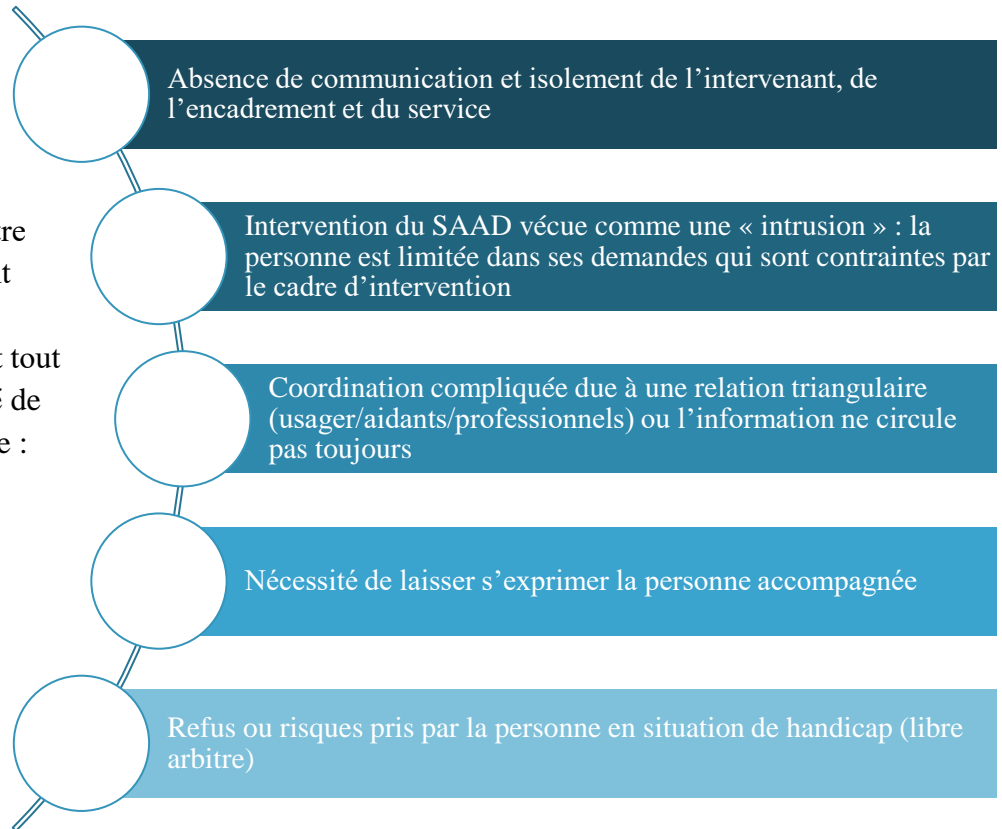 Absence de communication et isolement de l’intervenant, de
l’encadrement et du service
tre
Intervention du SAAD vécue comme une « intrusion » : la
t
personne est limitée dans ses demandes qui sont contraintes par
le cadre d’intervention
t tout
Coordination compliquée due à une relation triangulaire
é de
(usager/aidants/professionnels) ou l’information ne circule
e :
pas toujours
Nécessité de laisser s’exprimer la personne accompagnée
Refus ou risques pris par la personne en situation de handicap (libre
arbitre)